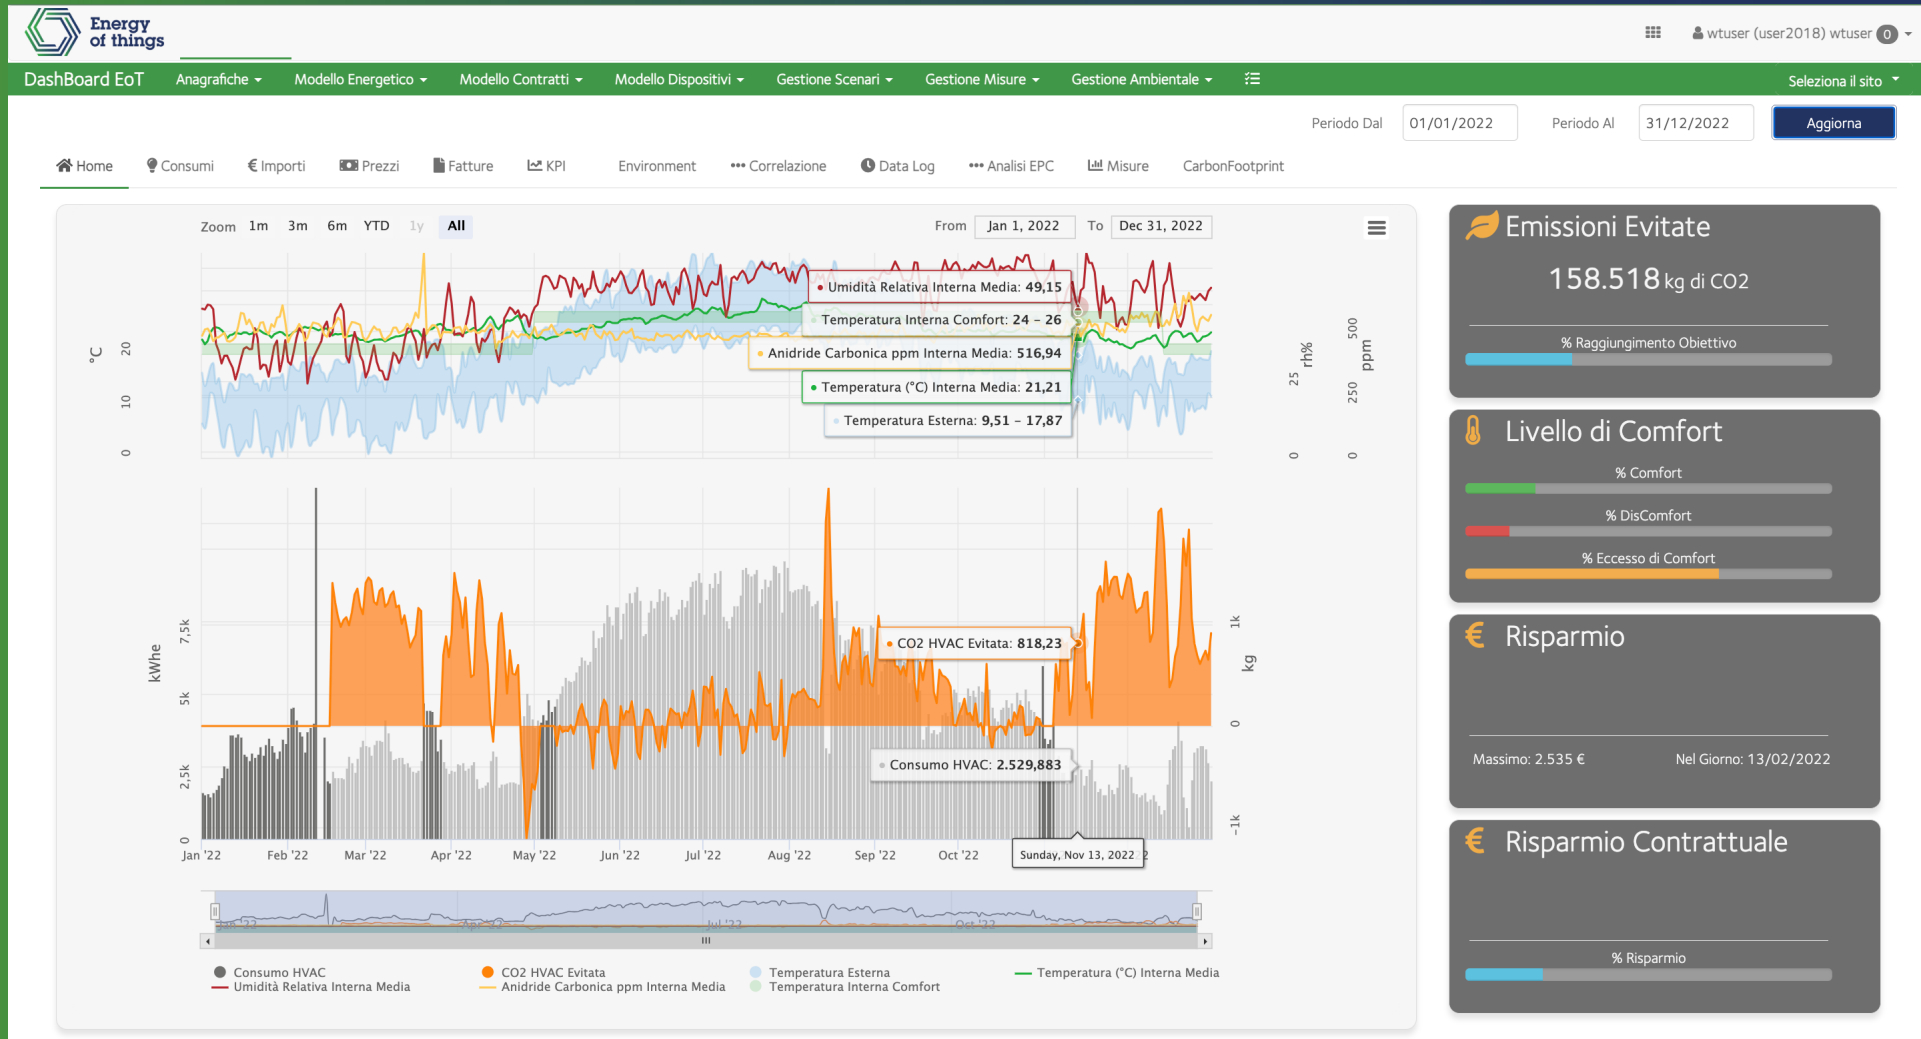 Energy
of things
wtuser (user2018) wtuser 0
DashBoard EoT Anagrafiche Modello Energetico Modello Contratti Modello Dispositivi Gestione Scenari Gestione Misure Gestione Ambientale Seleziona il sito
Periodo Dal 01/01/2022 Periodo Al 31/12/2022 Aggiorna
Home Consumi € Importi Prezzi Fatture KPI Environment Correlazione Data Log Analisi EPC Misure CarbonFootprint
Zoom 1m 3m 6m YTD 1y All From Jan 1, 2022 To Dec 31, 2022
Umidità Relativa Interna Media: 49,15
Temperatura Interna Comfort: 24 – 26
Anidride Carbonica ppm Interna Media: 516,94
Temperatura (°C) Interna Media: 21,21
Temperatura Esterna: 9,51 – 17,87
°C
20
10
0
25
0
rh%
500
250
0
ppm
CO2 HVAC Evitata: 818,23
Consumo HVAC: 2.529,883
kWhe
7,5k
5k
2,5k
0
1k
0
-1k
kg
Jan '22 Feb '22 Mar '22 Apr '22 May '22 Jun '22 Jul '22 Aug '22 Sep '22 Oct '22 Sunday, Nov 13, 2022 2
Jan '22 Apr '22 Jul '22 Oct '22
Consumo HVAC CO2 HVAC Evitata Temperatura Esterna Temperatura (°C) Interna Media
Umidità Relativa Interna Media Anidride Carbonica ppm Interna Media Temperatura Interna Comfort
Emissioni Evitate
158.518 kg di CO2
% Raggiungimento Obiettivo
Livello di Comfort
% Comfort
% DisComfort
% Eccesso di Comfort
€ Risparmio
Massimo: 2.535 € Nel Giorno: 13/02/2022
€ Risparmio Contrattuale
% Risparmio